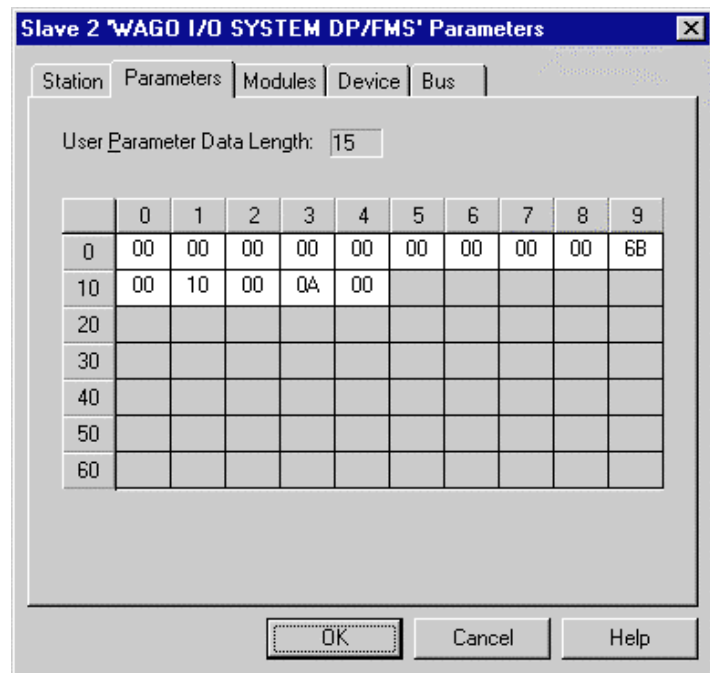 Slave 2 'WAGO I/O SYSTEM DP/FMS' Parameters
Station Parameters Modules Device Bus
User Parameter Data Length: 15
0 1 2 3 4 5 6 7 8 9
0 00 00 00 00 00 00 00 00 00 6B
10 00 10 00 0A 00
20
30
40
50
60
OK Cancel Help